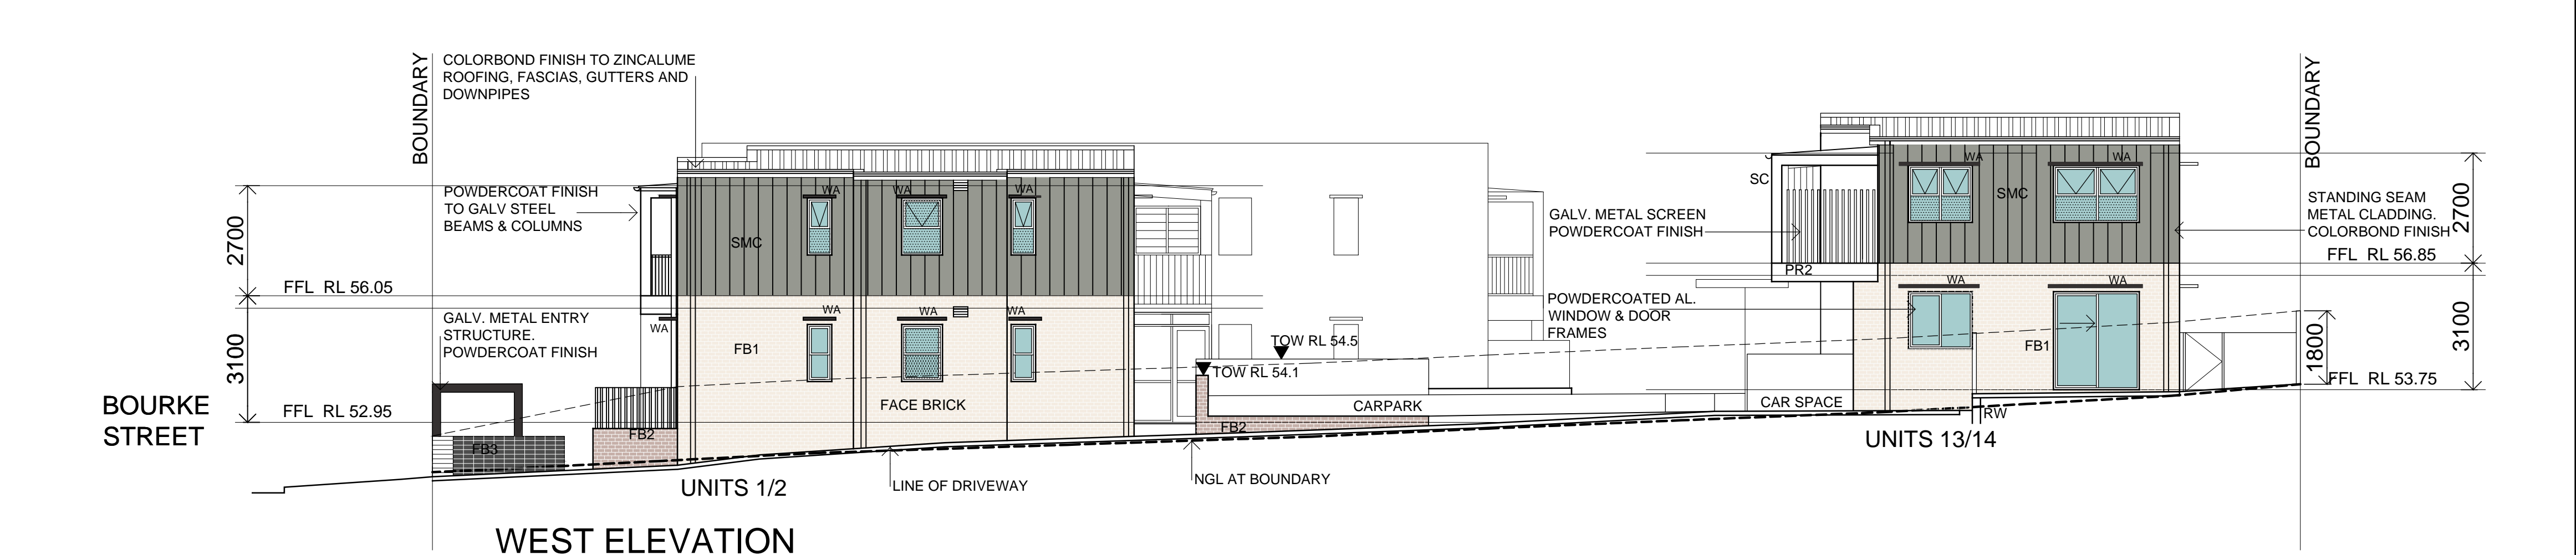 BOUNDARY
COLORBOND FINISH TO ZINCALUME
ROOFING, FASCIAS, GUTTERS AND
DOWNPIPES
POWDERCOAT FINISH
TO GALV STEEL
BEAMS & COLUMNS
2700
FFL RL 56.05
GALV. METAL ENTRY
STRUCTURE.
POWDERCOAT FINISH
3100
FFL RL 52.95
BOURKE
STREET
FB3
FB2
WA
WA
WA
WA
SMC
WA
WA
WA
FB1
FACE BRICK
UNITS 1/2
LINE OF DRIVEWAY
NGL AT BOUNDARY
TOW RL 54.5
TOW RL 54.1
FB2
CARPARK
GALV. METAL SCREEN
POWDERCOAT FINISH
POWDERCOATED AL.
WINDOW & DOOR
FRAMES
SC
PR2
WA
WA
SMC
WA
WA
FB1
CAR SPACE
RW
UNITS 13/14
BOUNDARY
STANDING SEAM
METAL CLADDING.
COLORBOND FINISH
2700
FFL RL 56.85
3100
1800
FFL RL 53.75
WEST ELEVATION